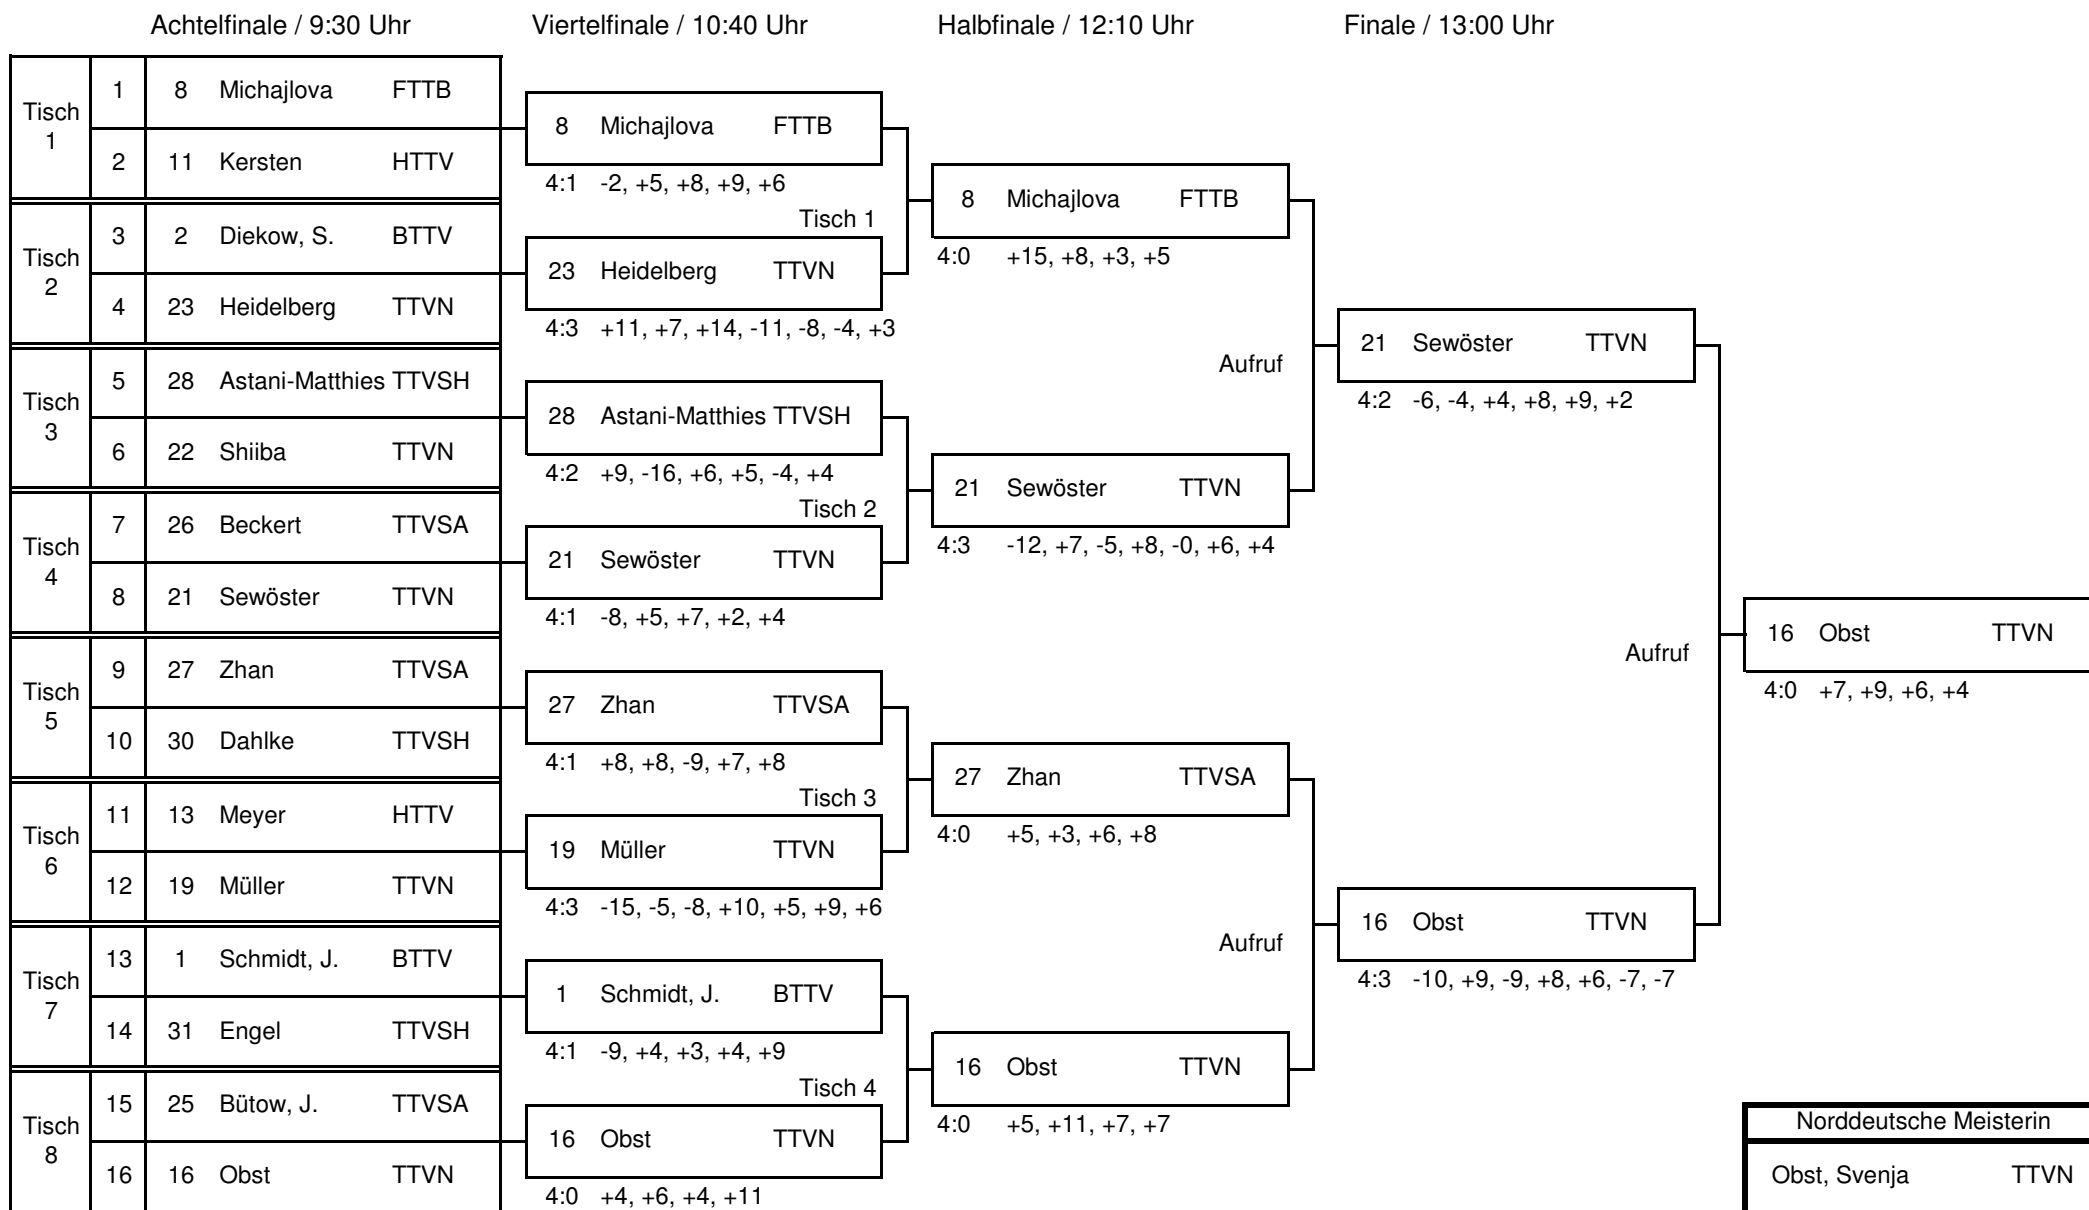 Achtelfinale / 9:30 Uhr Viertelfinale / 10:40 Uhr Halbfinale / 12:10 Uhr Finale / 13:00 Uhr
Tisch 1
1 8 Michajlova FTTB
2 11 Kersten HTTV
Tisch 2
3 2 Diekow, S. BTTV
4 23 Heidelberg TTVN
Tisch 3
5 28 Astani-Matthies TTVSH
6 22 Shiiba TTVN
Tisch 4
7 26 Beckert TTVSA
8 21 Sewöster TTVN
Tisch 5
9 27 Zhan TTVSA
10 30 Dahlke TTVSH
Tisch 6
11 13 Meyer HTTV
12 19 Müller TTVN
Tisch 7
13 1 Schmidt, J. BTTV
14 31 Engel TTVSH
Tisch 8
15 25 Bütow, J. TTVSA
16 16 Obst TTVN
8 Michajlova FTTB
4:1 -2, +5, +8, +9, +6
Tisch 1
23 Heidelberg TTVN
4:3 +11, +7, +14, -11, -8, -4, +3
28 Astani-Matthies TTVSH
4:2 +9, -16, +6, +5, -4, +4
Tisch 2
21 Sewöster TTVN
4:1 -8, +5, +7, +2, +4
27 Zhan TTVSA
4:1 +8, +8, -9, +7, +8
Tisch 3
19 Müller TTVN
4:3 -15, -5, -8, +10, +5, +9, +6
1 Schmidt, J. BTTV
4:1 -9, +4, +3, +4, +9
Tisch 4
16 Obst TTVN
4:0 +4, +6, +4, +11
8 Michajlova FTTB
4:0 +15, +8, +3, +5
Aufruf
21 Sewöster TTVN
4:3 -12, +7, -5, +8, -0, +6, +4
27 Zhan TTVSA
4:0 +5, +3, +6, +8
Aufruf
16 Obst TTVN
4:0 +5, +11, +7, +7
21 Sewöster TTVN
4:2 -6, -4, +4, +8, +9, +2
Aufruf
16 Obst TTVN
4:3 -10, +9, -9, +8, +6, -7, -7
16 Obst TTVN
4:0 +7, +9, +6, +4
Norddeutsche Meisterin
Obst, Svenja TTVN